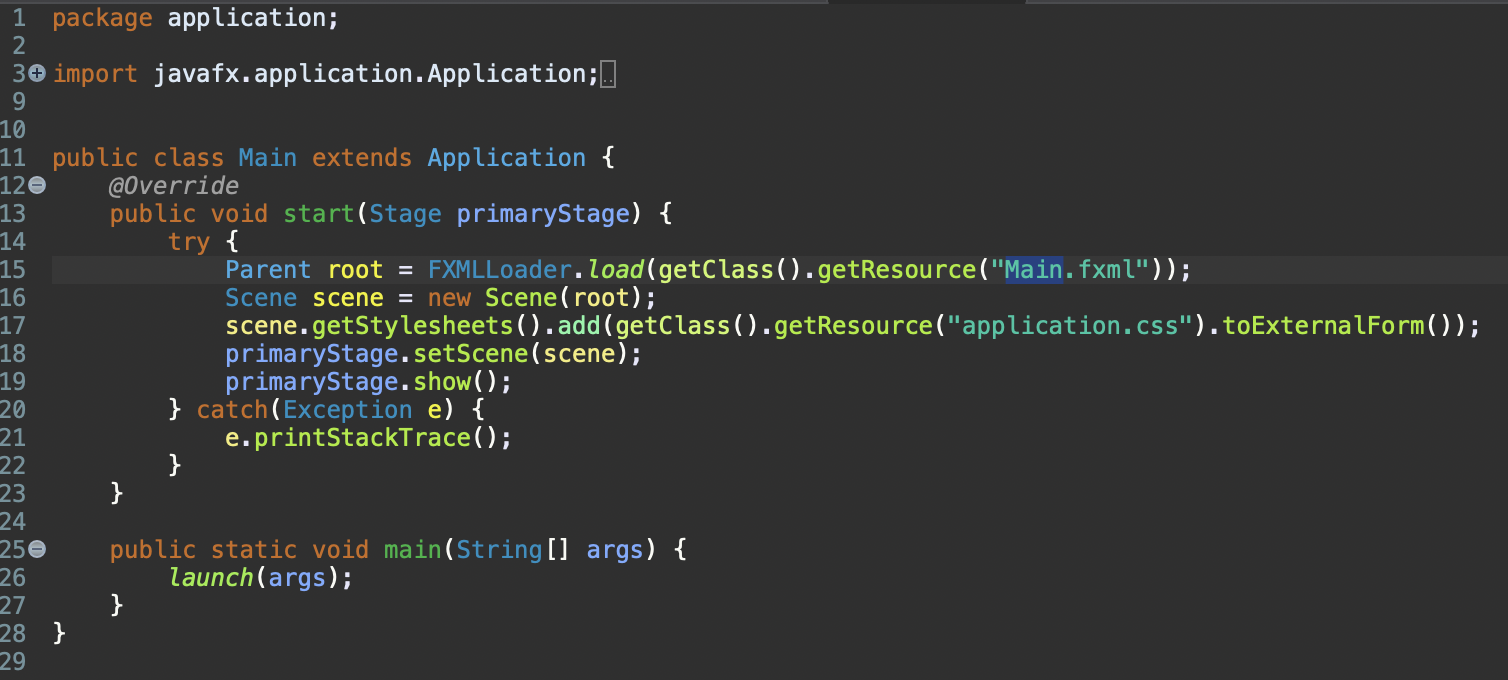 1 package application;
2
3 import javafx.application.Application;
9
10
11 public class Main extends Application {
12     @Override
13     public void start(Stage primaryStage) {
14         try {
15             Parent root = FXMLLoader.load(getClass().getResource("Main.fxml"));
16             Scene scene = new Scene(root);
17             scene.getStylesheets().add(getClass().getResource("application.css").toExternalForm());
18             primaryStage.setScene(scene);
19             primaryStage.show();
20         } catch(Exception e) {
21             e.printStackTrace();
22         }
23     }
24
25     public static void main(String[] args) {
26         launch(args);
27     }
28 }
29